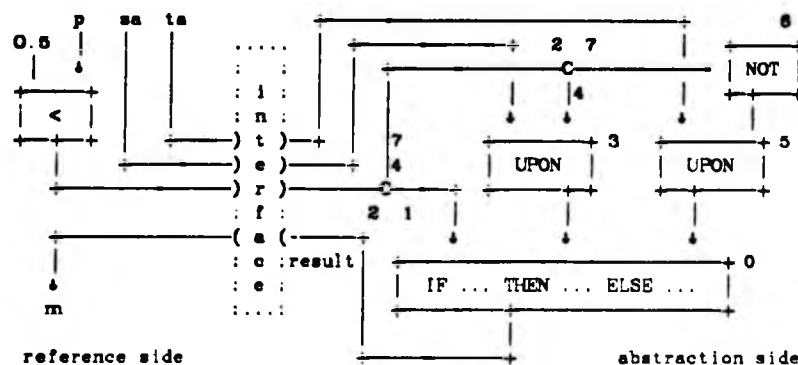 6
p sa ta
0.5
2 7
i
NOT
C
<
n
4
) t )
7
3
5
) e )
4
UPON
UPON
) r )
C
f
2 1
( a (
c
result
0
e
IF ... THEN ... ELSE ...
m
reference side
abstraction side